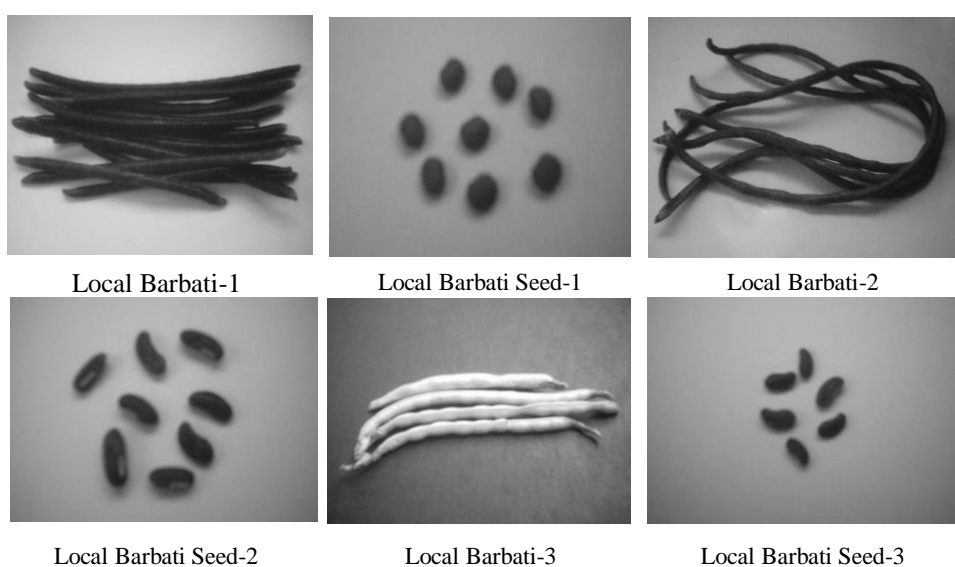 Local Barbati-1
Local Barbati Seed-1
Local Barbati-2
Local Barbati Seed-2
Local Barbati-3
Local Barbati Seed-3